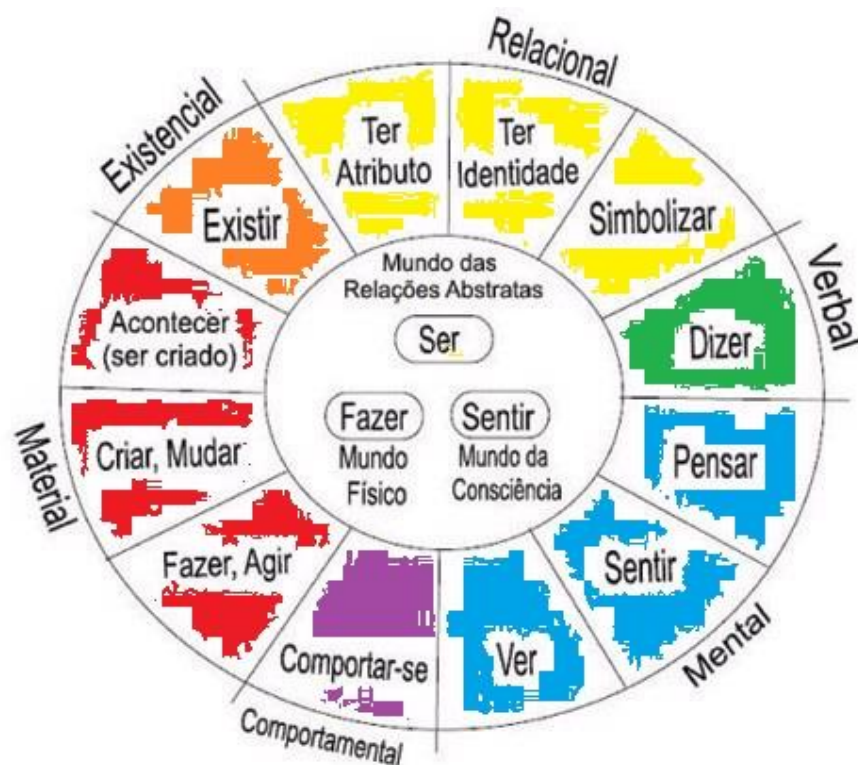 Relacional
Existencial
Ter
Atributo
Ter
Identidade
Simbolizar
Existir
Verbal
Mundo das
Relações Abstratas
Acontecer
(ser criado)
Ser
Dizer
Fazer
Sentir
Material
Criar, Mudar
Mundo
Físico
Mundo da
Consciência
Pensar
Fazer, Agir
Sentir
Comportar-se
Ver
Mental
Comportamental